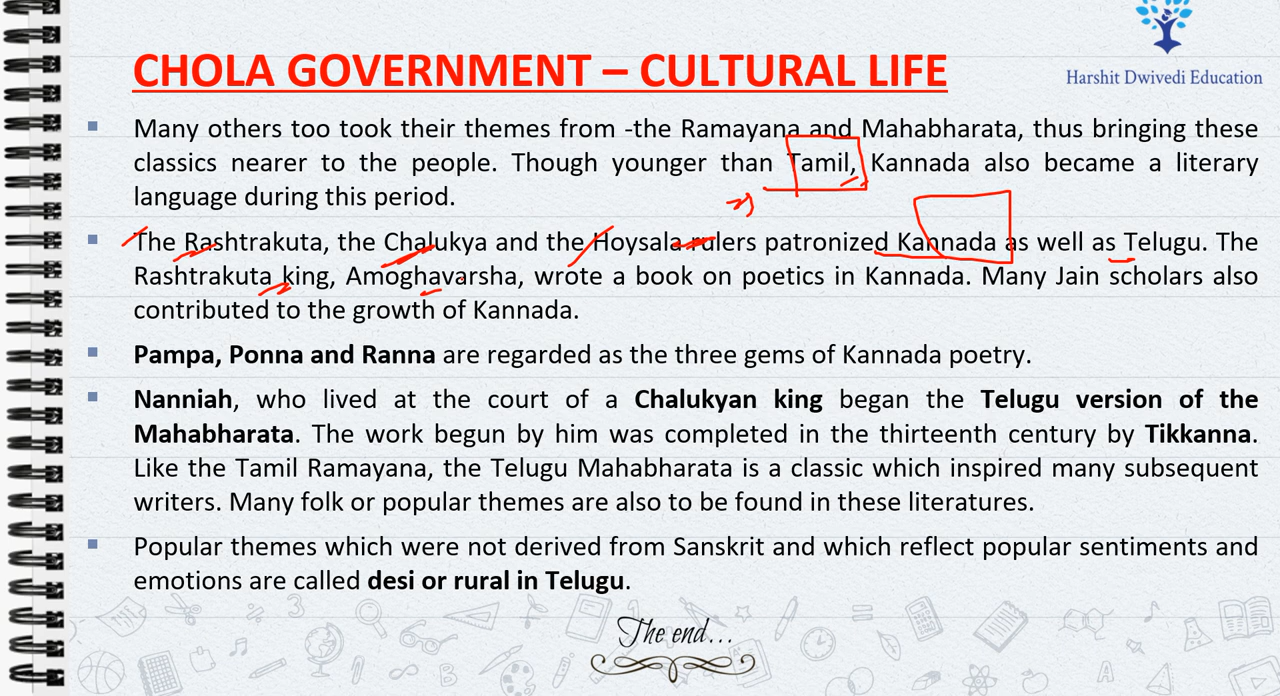 CHOLA GOVERNMENT – CULTURAL LIFE
Harshit Dwivedi Education
Many others too took their themes from -the Ramayana and Mahabharata, thus bringing these
classics nearer to the people. Though younger than Tamil, Kannada also became a literary
language during this period.
The Rashtrakuta, the Chalukya and the Hoysala rulers patronized Kannada as well as Telugu. The
Rashtrakuta king, Amoghavarsha, wrote a book on poetics in Kannada. Many Jain scholars also
contributed to the growth of Kannada.
Pampa, Ponna and Ranna are regarded as the three gems of Kannada poetry.
Nanniah, who lived at the court of a Chalukyan king began the Telugu version of the
Mahabharata. The work begun by him was completed in the thirteenth century by Tikkanna.
Like the Tamil Ramayana, the Telugu Mahabharata is a classic which inspired many subsequent
writers. Many folk or popular themes are also to be found in these literatures.
Popular themes which were not derived from Sanskrit and which reflect popular sentiments and
emotions are called desi or rural in Telugu.
The end...